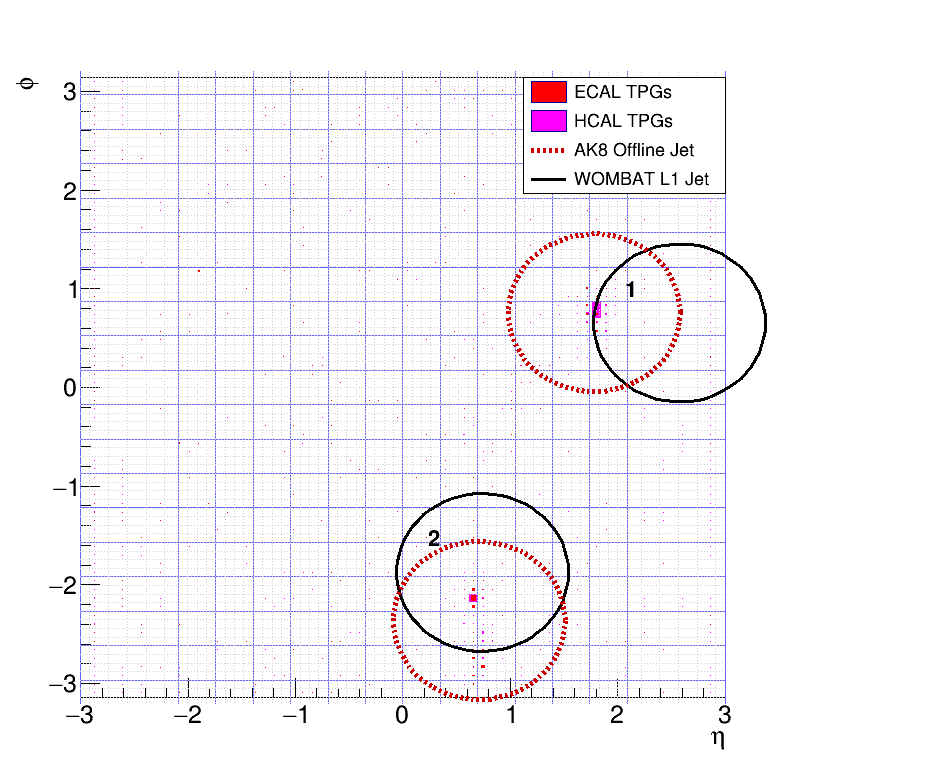 φ
3
2
1
0
−1
−2
−3
ECAL TPGs
HCAL TPGs
AK8 Offline Jet
WOMBAT L1 Jet
1
2
−3 −2 −1 0 1 2 3
η